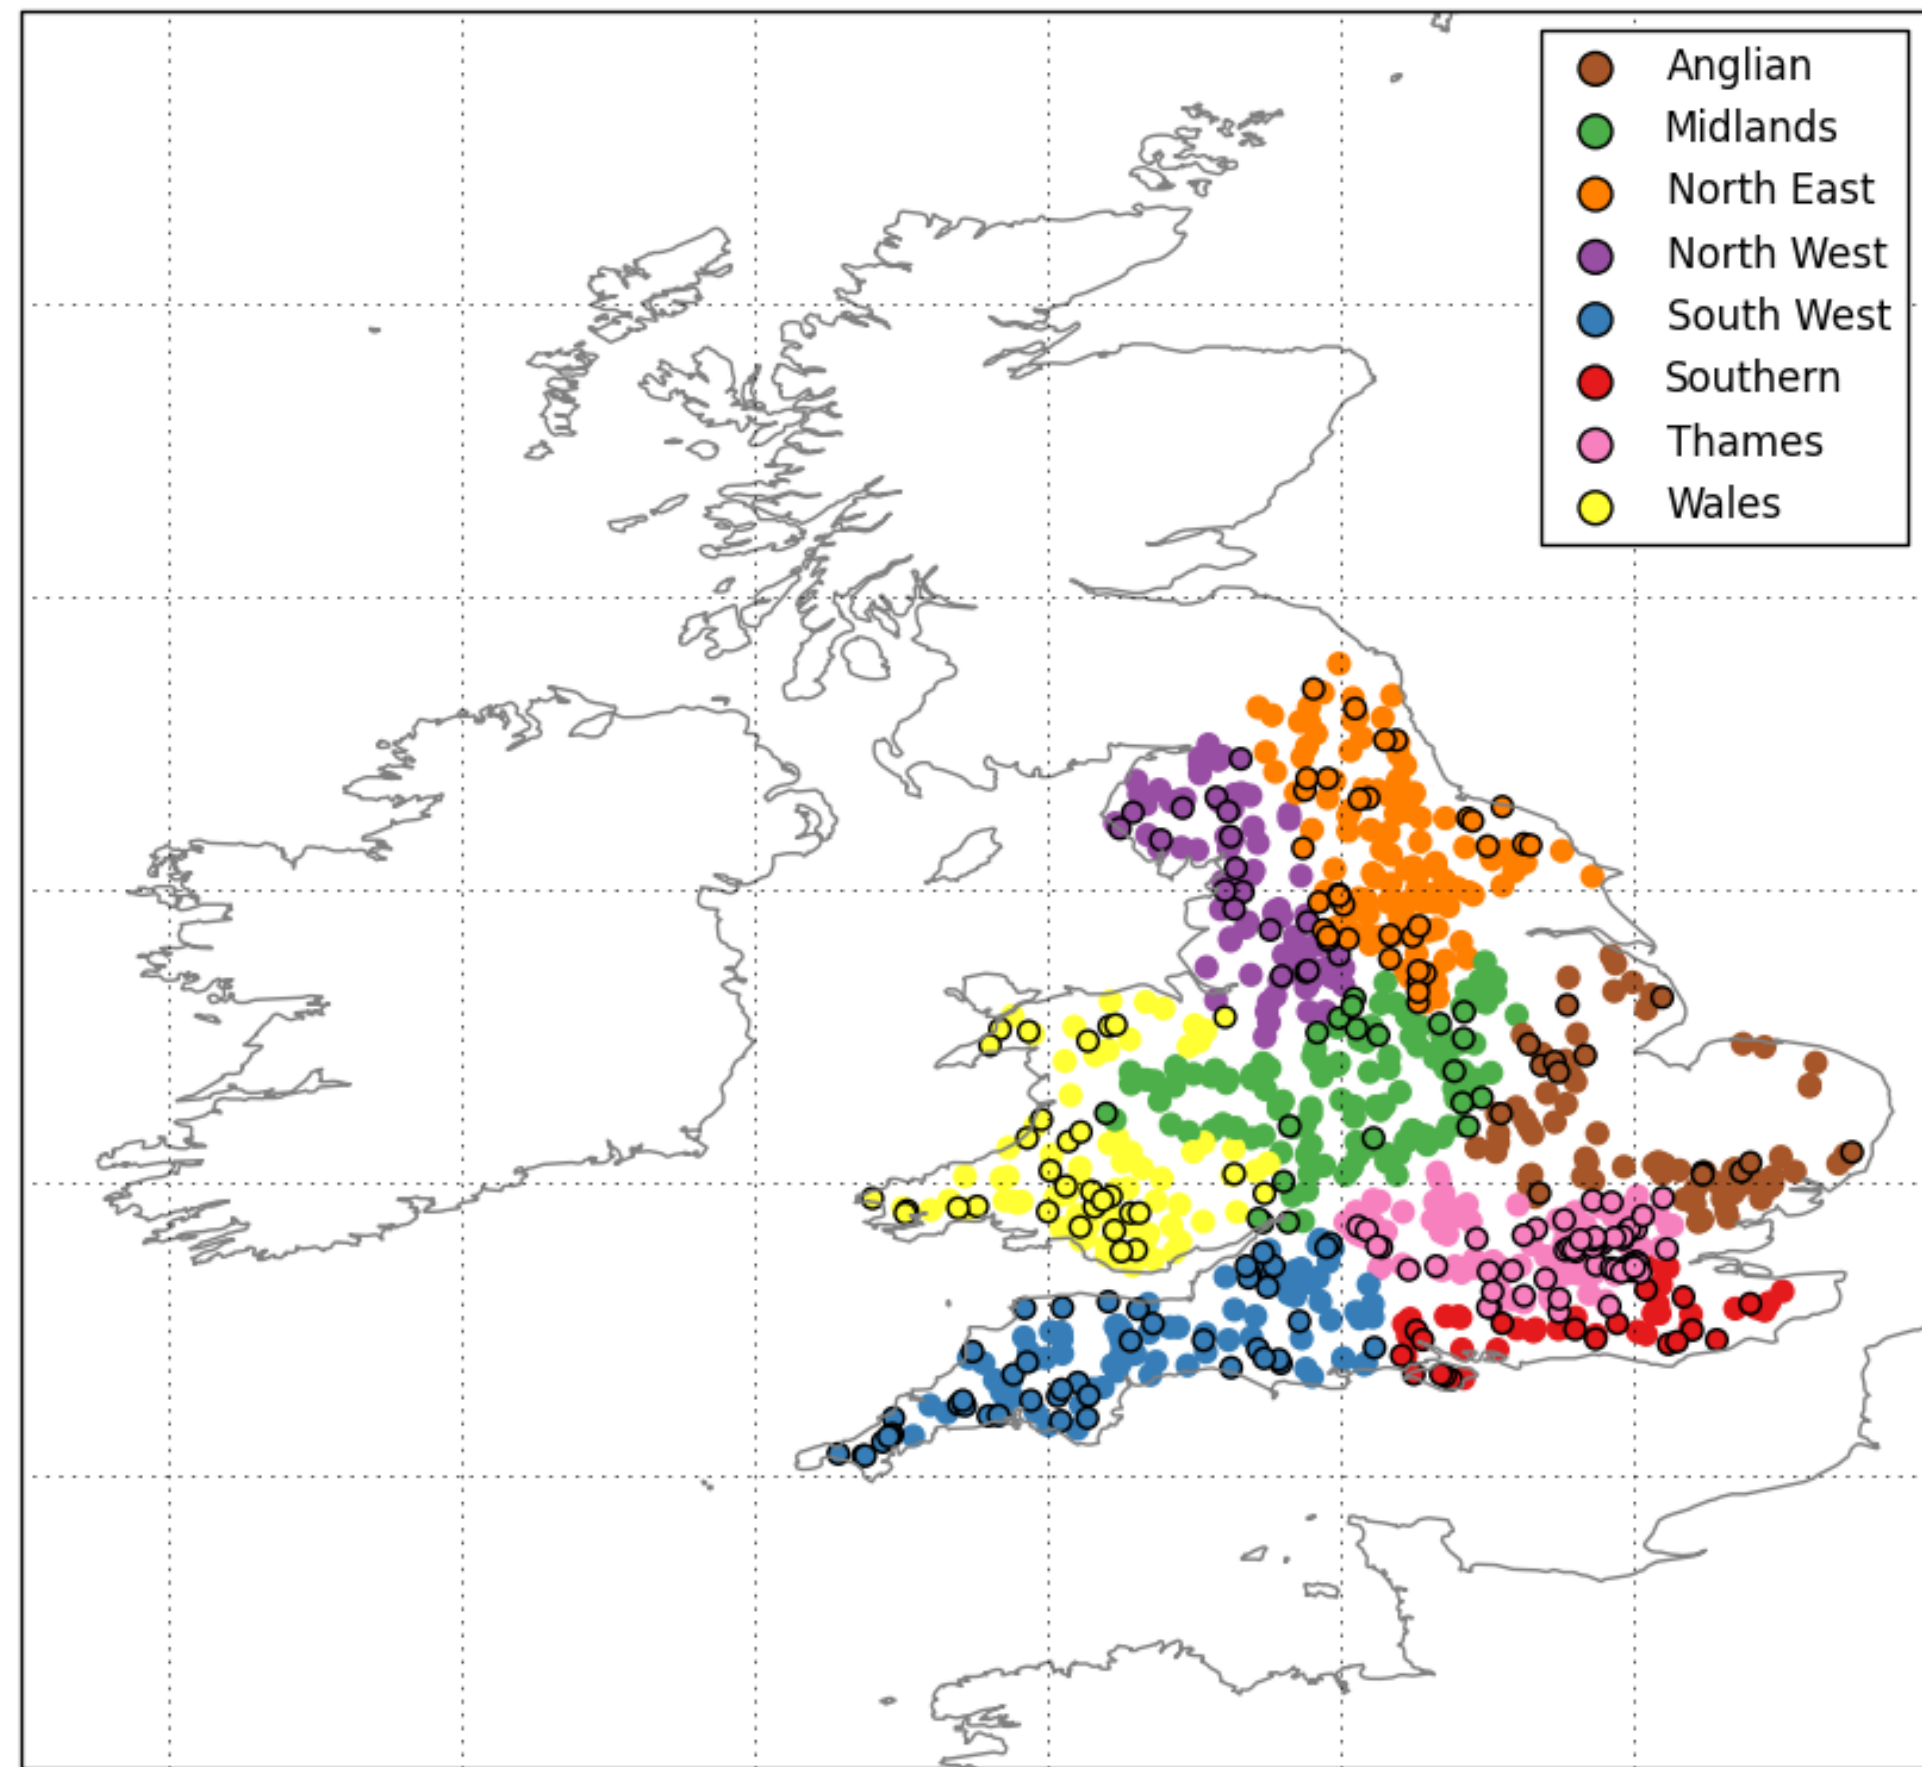 Anglian
Midlands
North East
North West
South West
Southern
Thames
Wales